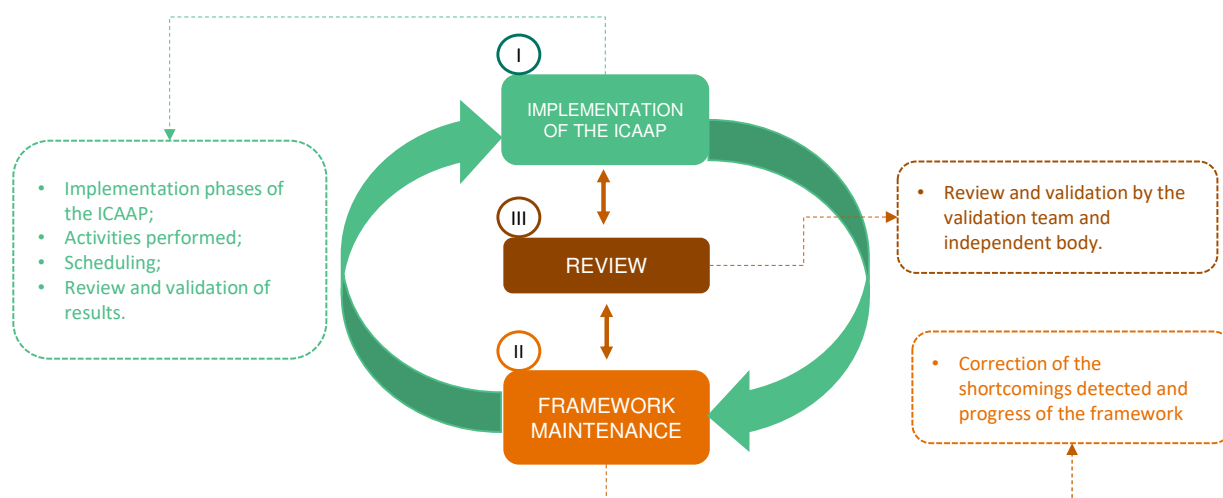 I
IMPLEMENTATION
OF THE ICAAP
• Implementation phases of
the ICAAP;
• Activities performed;
• Scheduling;
• Review and validation of
results.
III
REVIEW
• Review and validation by the
validation team and
independent body.
II
FRAMEWORK
MAINTENANCE
• Correction of the
shortcomings detected and
progress of the framework